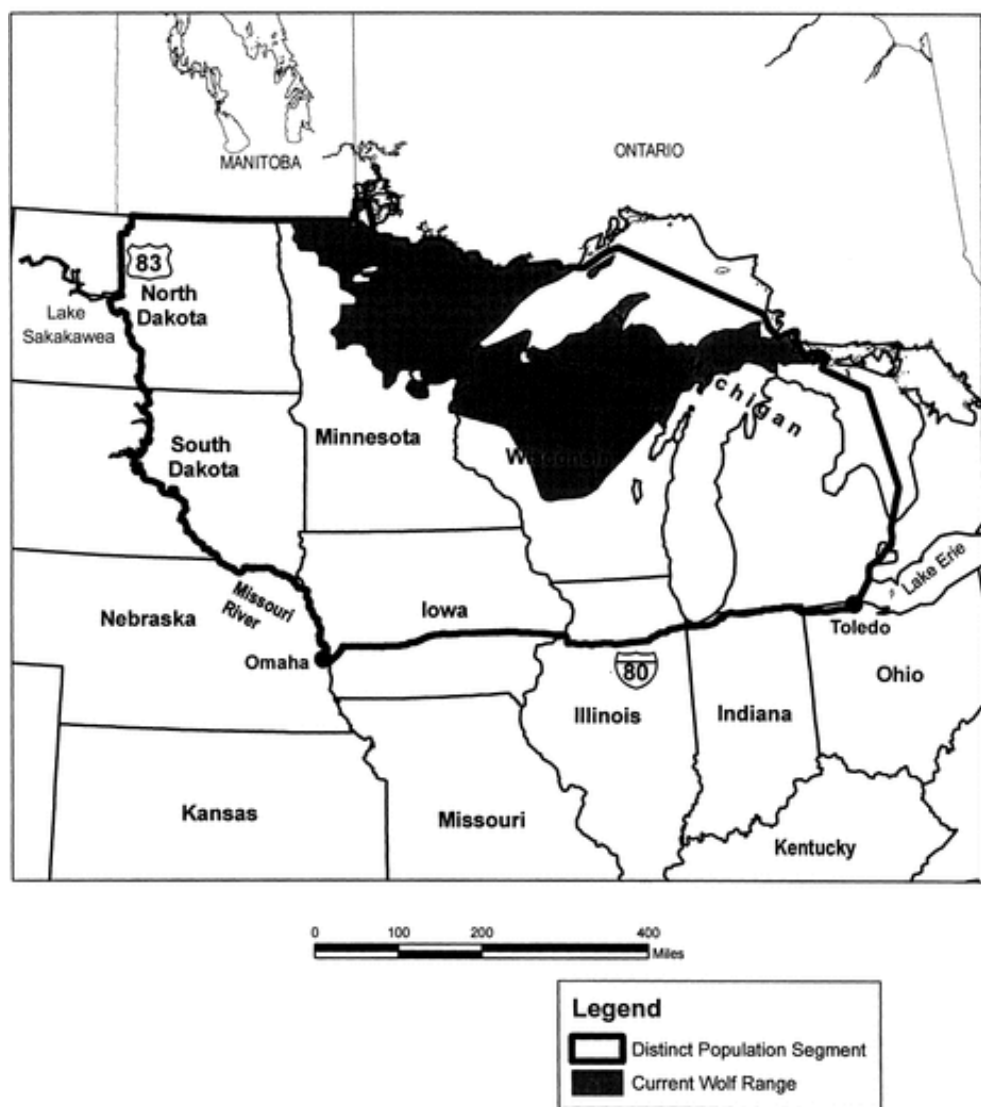 MANITOBA
ONTARIO
83
North
Dakota
Lake
Sakakawea
South
Dakota
Minnesota
Wisconsin
chigan
Nebraska
Missouri
River
Iowa
Omaha
Lake Erie
Toledo
80
Ohio
Illinois
Indiana
Kansas
Missouri
Kentucky
0 100 200 400
Miles
Legend
Distinct Population Segment
Current Wolf Range